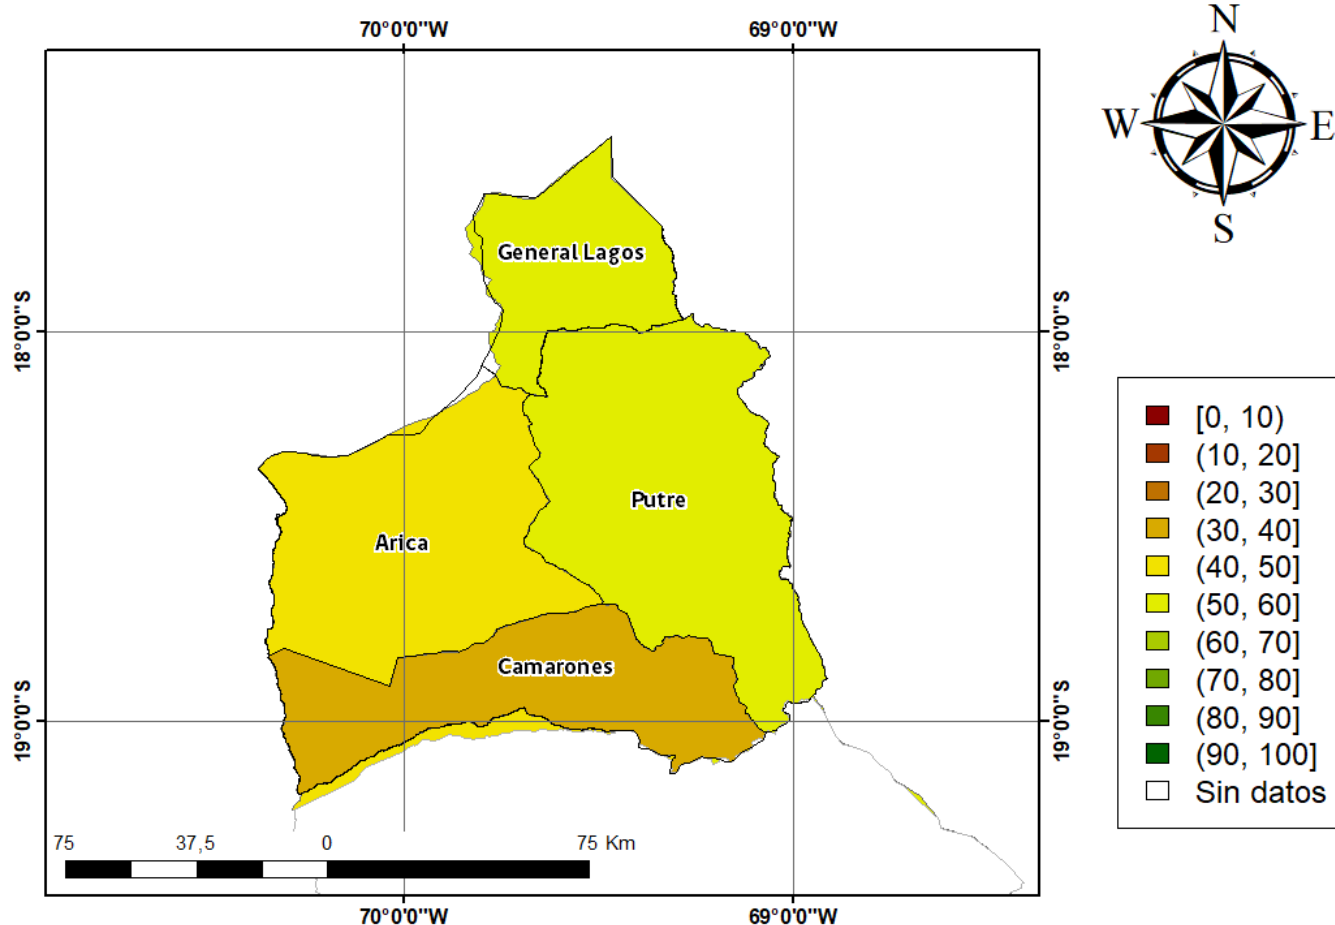 70°0'0"W 69°0'0"W
N
W E
S
General Lagos
18°0'0"S 18°0'0"S
Putre
Arica
Camarones
19°0'0"S 19°0'0"S
75 37,5 0 75 Km
70°0'0"W 69°0'0"W
[0, 10)
(10, 20]
(20, 30]
(30, 40]
(40, 50]
(50, 60]
(60, 70]
(70, 80]
(80, 90]
(90, 100]
Sin datos